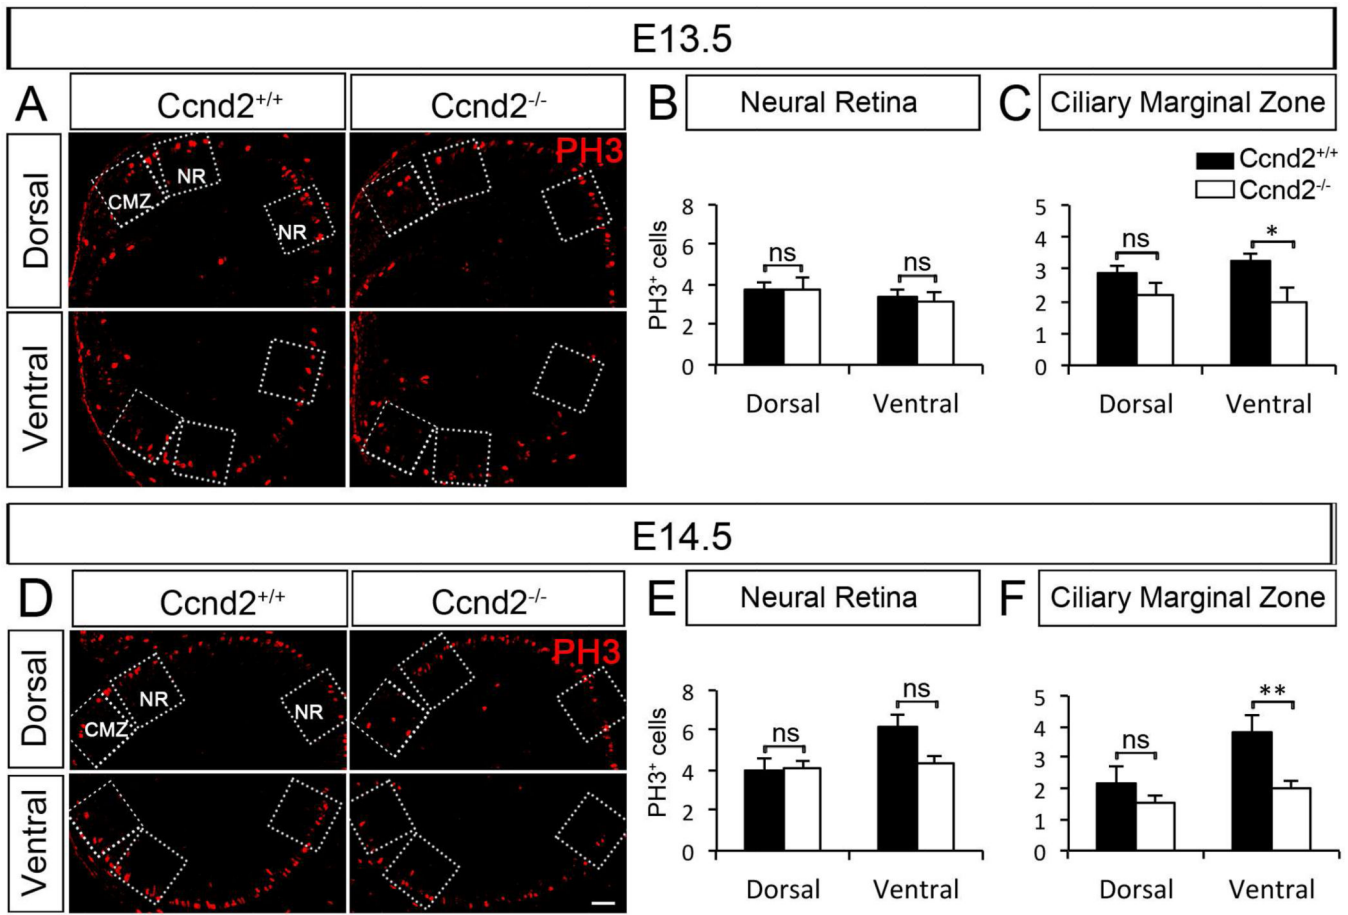 E13.5
A
Ccnd2+/+
Ccnd2-/-
B
Neural Retina
C
Ciliary Marginal Zone
Dorsal
CMZ
NR
NR
PH3
Ventral
PH3+ cells
8
6
4
2
0
ns
ns
Dorsal
Ventral
Ccnd2+/+
Ccnd2-/-
5
4
3
2
1
0
ns
*
Dorsal
Ventral
E14.5
D
Ccnd2+/+
Ccnd2-/-
E
Neural Retina
F
Ciliary Marginal Zone
Dorsal
CMZ
NR
NR
PH3
Ventral
PH3+ cells
8
6
4
2
0
ns
ns
Dorsal
Ventral
5
4
3
2
1
0
ns
**
Dorsal
Ventral